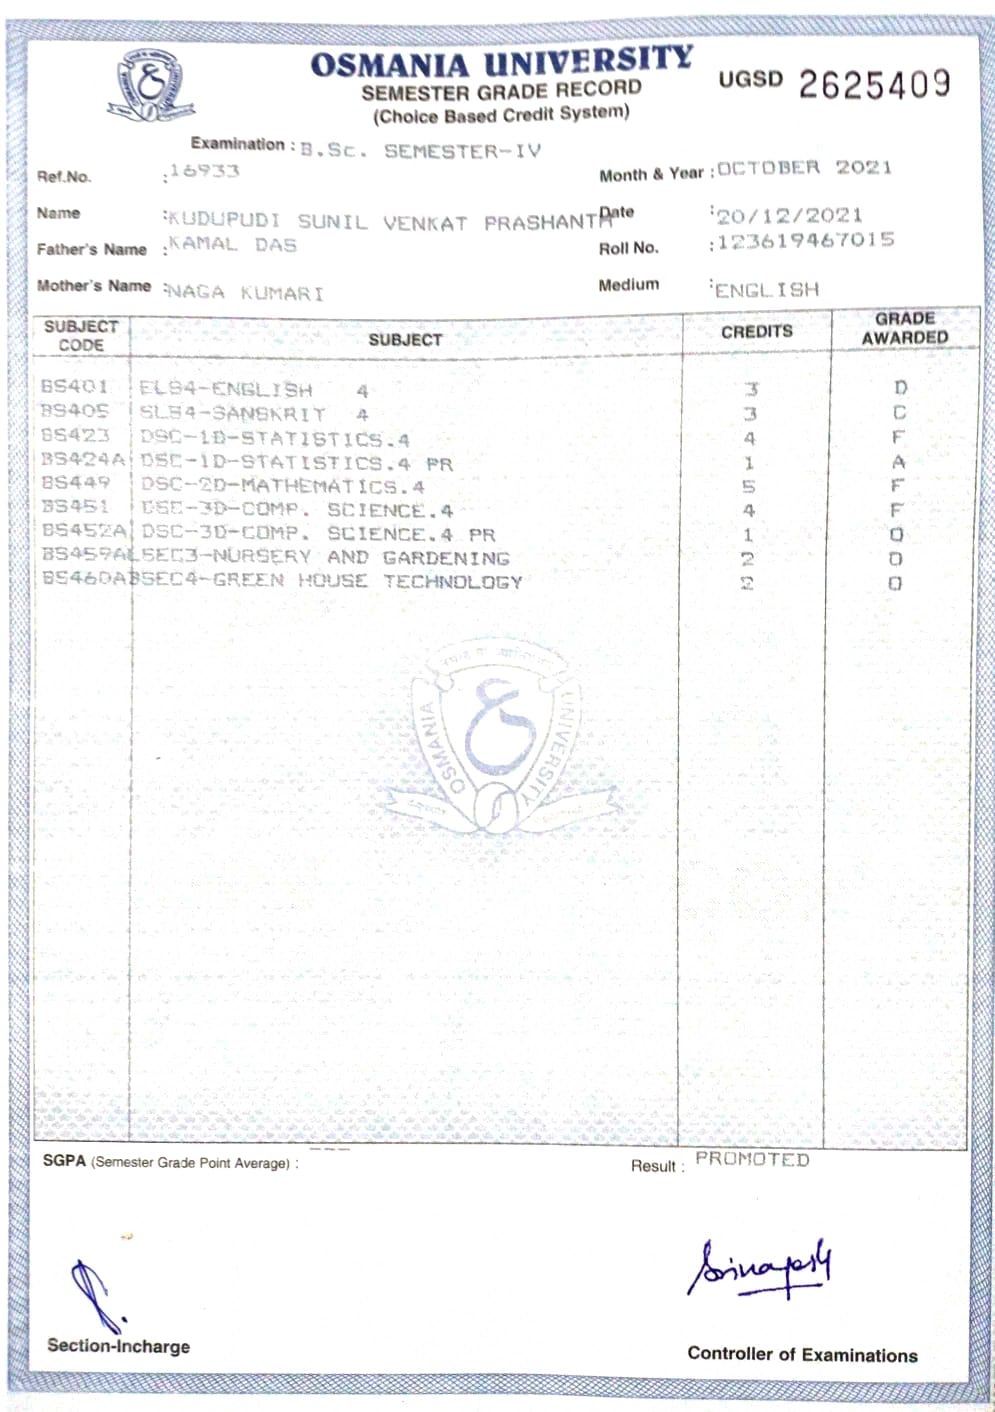 OSMANIA UNIVERSITY
SEMESTER GRADE RECORD
(Choice Based Credit System)
UGSD 2625409
Examination : B.Sc. SEMESTER-IV
Ref.No. :16933
Month & Year :OCTOBER 2021
Name :KUDUPUDI SUNIL VENKAT PRASHANTH
Date :20/12/2021
Father's Name :KAMAL DAS
Roll No. :123619467015
Mother's Name :NAGA KUMARI
Medium :ENGLISH
SUBJECT CODE SUBJECT CREDITS GRADE AWARDED
BS401 ELS4-ENGLISH 4 3 D
BS405 SLS4-SANSKRIT 4 3 C
BS423 DSC-1D-STATISTICS.4 4 F
BS424A DSC-1D-STATISTICS.4 PR 1 A
BS449 DSC-2D-MATHEMATICS.4 5 F
BS451 DSC-3D-COMP. SCIENCE.4 4 F
BS452A DSC-3D-COMP. SCIENCE.4 PR 1 O
BS459ALSEC3-NURSERY AND GARDENING 2 O
BS460ABSEC4-GREEN HOUSE TECHNOLOGY 2 O
OSMANIA UNIVERSITY
SGPA (Semester Grade Point Average) : ---
Result : PROMOTED
Section-Incharge
Controller of Examinations